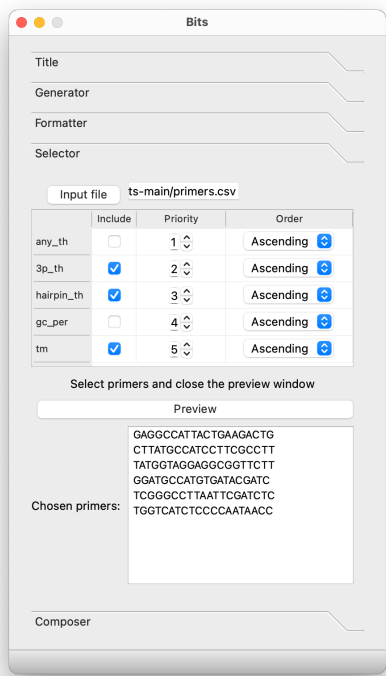 Bits
Title
Generator
Formatter
Selector
Input file ts-main/primers.csv
Include Priority Order
any_th 1 Ascending
3p_th 2 Ascending
hairpin_th 3 Ascending
gc_per 4 Ascending
tm 5 Ascending
Select primers and close the preview window
Preview
GAGGCCATTACTGAAGACTG
CTTATGCCATCCTTCGCCTT
TATGGTAGGAGGCGGTTCTT
GGATGCCATGTGATACGATC
TCGGGCCTTAATTCGATCTC
TGGTCATCTCCCCAATAACC
Chosen primers:
Composer